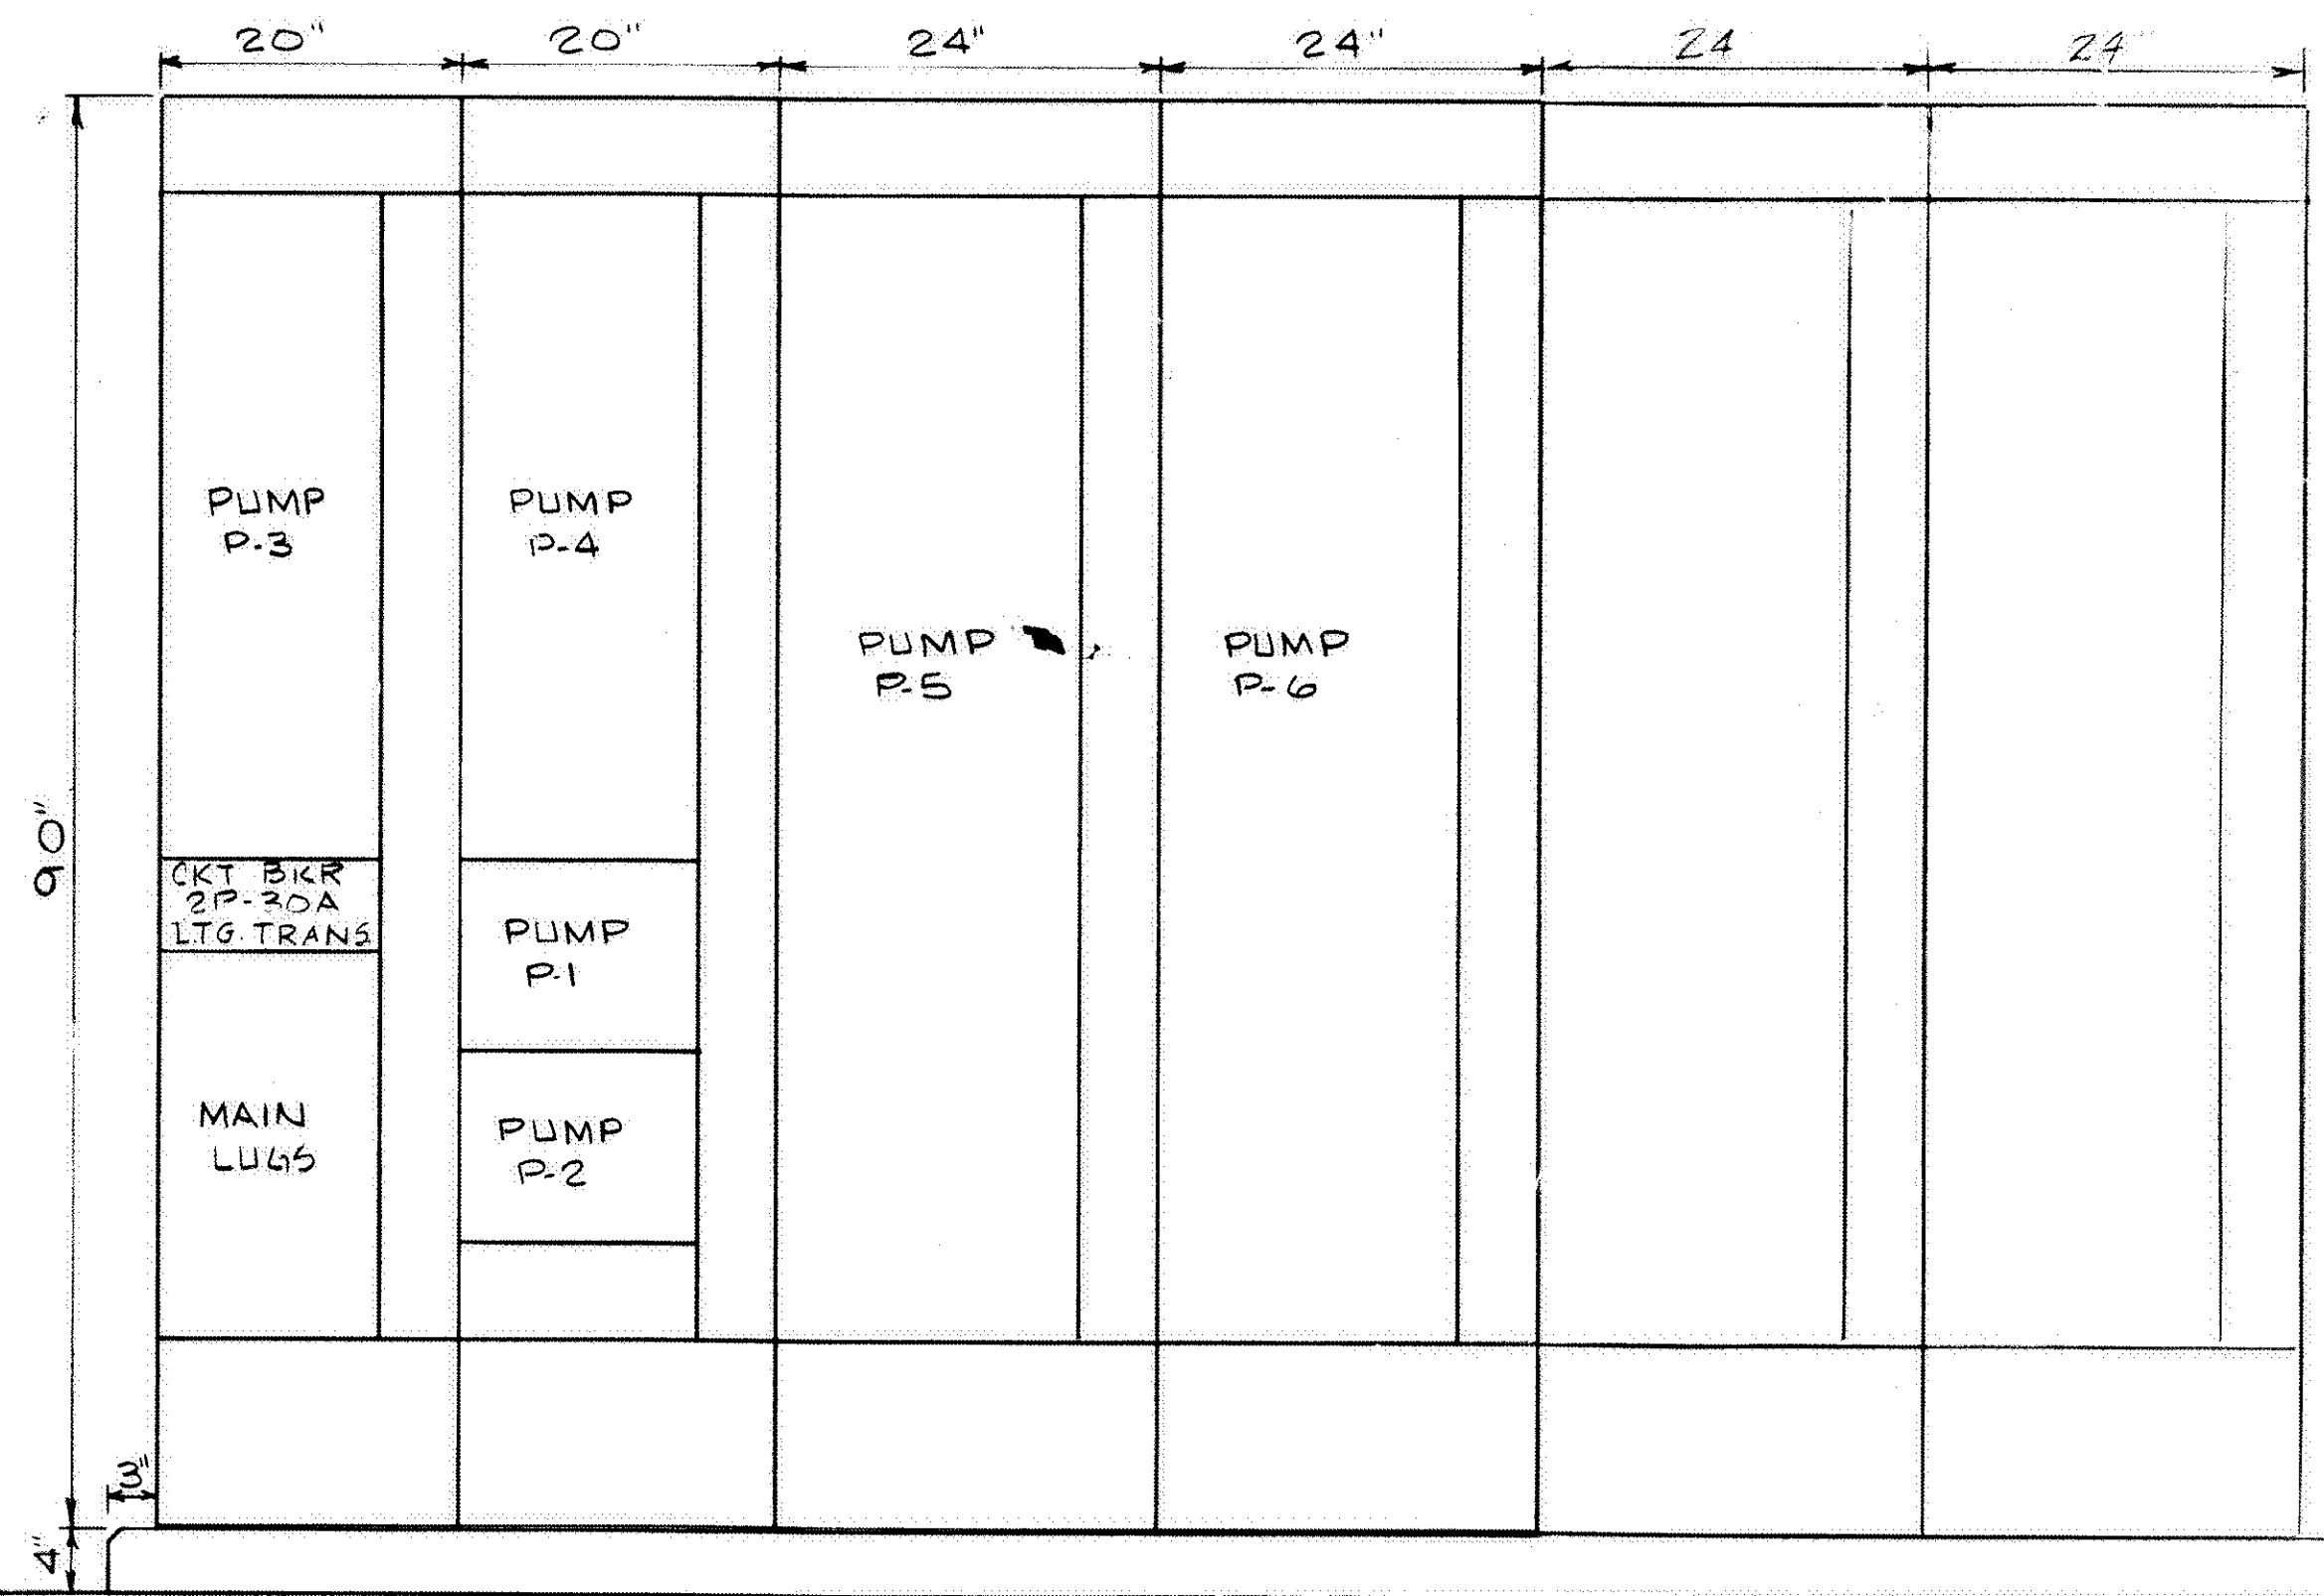 20" 20" 24" 24" 24 24"
PUMP
P-3
PUMP
P-4
PUMP
P-5
PUMP
P-6
90"
CKT BKR
2P-30A
LTG. TRANS
PUMP
P-1
MAIN
LUGS
PUMP
P-2
3"
4"